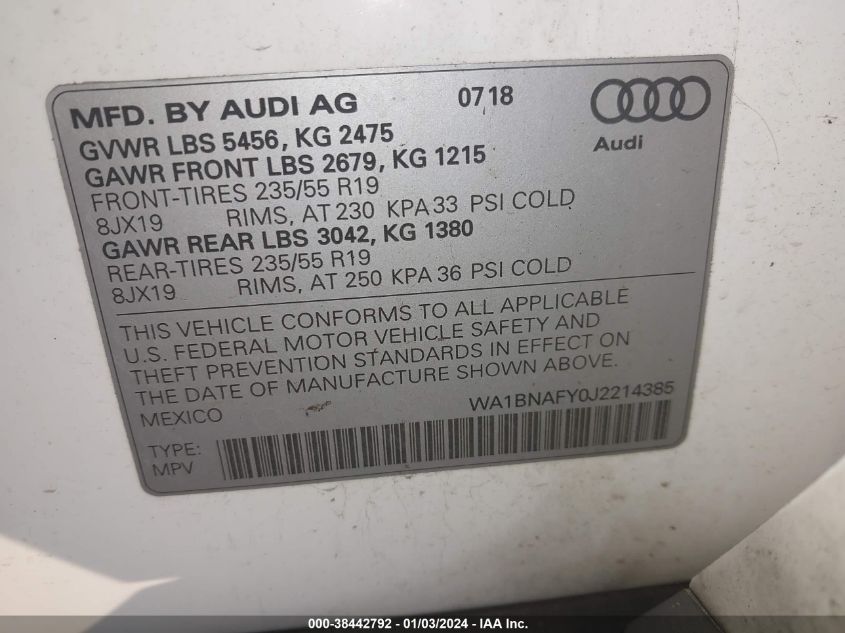 MFD. BY AUDI AG 07 18
Audi
GVWR LBS 5456, KG 2475
GAWR FRONT LBS 2679, KG 1215
FRONT-TIRES 235/55 R19
8JX19 RIMS, AT 230 KPA 33 PSI COLD
GAWR REAR LBS 3042, KG 1380
REAR-TIRES 235/55 R19
8JX19 RIMS, AT 250 KPA 36 PSI COLD
THIS VEHICLE CONFORMS TO ALL APPLICABLE
U.S. FEDERAL MOTOR VEHICLE SAFETY AND
THEFT PREVENTION STANDARDS IN EFFECT ON
THE DATE OF MANUFACTURE SHOWN ABOVE.
MEXICO WA1BNAFY0J2214385
TYPE:
MPV
000-38442792 - 01/03/2024 - IAA Inc.